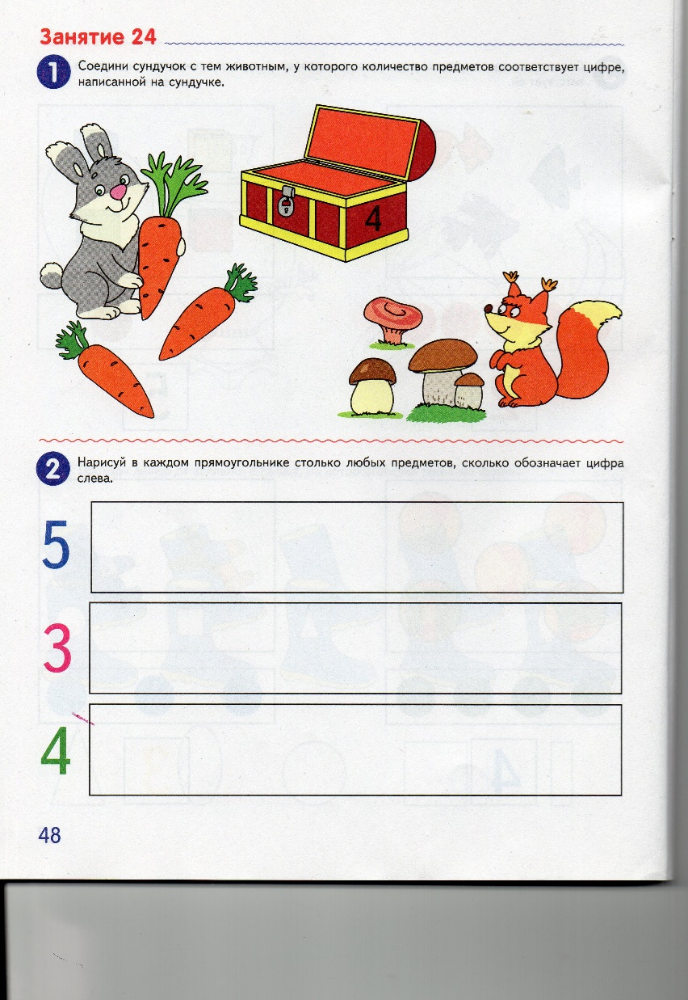 Занятие 24
1 Соедини сундучок с тем животным, у которого количество предметов соответствует цифре,
написанной на сундучке.
4
2 Нарисуй в каждом прямоугольнике столько любых предметов, сколько обозначает цифра
слева.
5
3
4
48